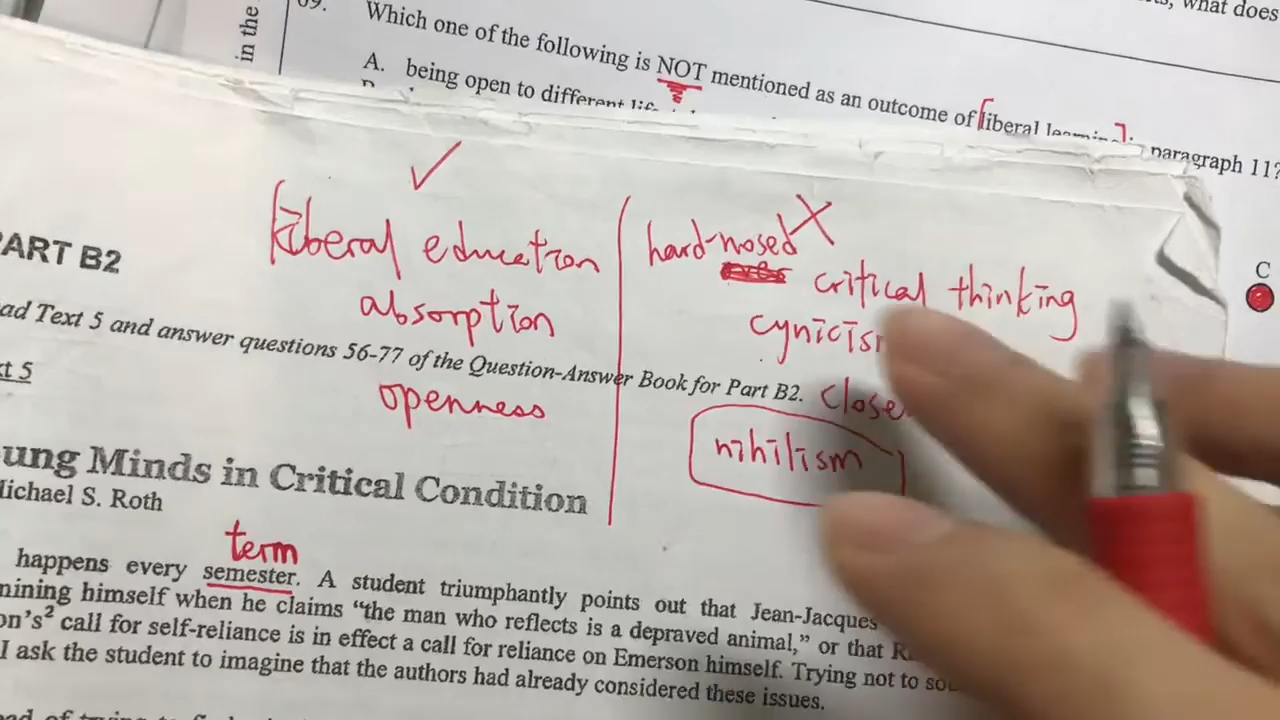 what does
in the
09. Which one of the following is NOT mentioned as an outcome of liberal learning paragraph 11?
A. being open to different
✓
X
liberal education
hard-nosed
critical thinking
absorption
cynicism
C
ART B2
ad Text 5 and answer questions 56-77 of the Question-Answer Book for Part B2.
xt 5
openness
close
nihilism
ung Minds in Critical Condition
Michael S. Roth
term
happens every semester. A student triumphantly points out that Jean-Jacques
mining himself when he claims “the man who reflects is a depraved animal,” or that
on’s² call for self-reliance is in effect a call for reliance on Emerson himself. Trying not to
I ask the student to imagine that the authors had already considered these issues.